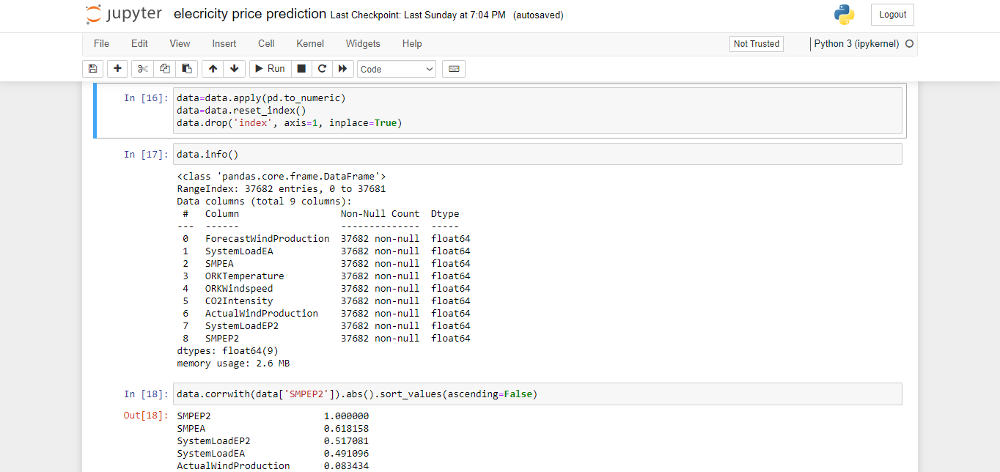 jupyter elecricity price prediction Last Checkpoint: Last Sunday at 7:04 PM (autosaved) Logout
File Edit View Insert Cell Kernel Widgets Help Not Trusted Python 3 (ipykernel)
Run Code
In [16]: data=data.apply(pd.to_numeric)
data=data.reset_index()
data.drop('index', axis=1, inplace=True)
In [17]: data.info()
<class 'pandas.core.frame.DataFrame'>
RangeIndex: 37682 entries, 0 to 37681
Data columns (total 9 columns):
# Column Non-Null Count Dtype
--- ------ -------------- -----
0 ForecastWindProduction 37682 non-null float64
1 SystemLoadEA 37682 non-null float64
2 SMPEA 37682 non-null float64
3 ORKTemperature 37682 non-null float64
4 ORKWindspeed 37682 non-null float64
5 CO2Intensity 37682 non-null float64
6 ActualWindProduction 37682 non-null float64
7 SystemLoadEP2 37682 non-null float64
8 SMPEP2 37682 non-null float64
dtypes: float64(9)
memory usage: 2.6 MB
In [18]: data.corrwith(data['SMPEP2']).abs().sort_values(ascending=False)
Out[18]: SMPEP2 1.000000
SMPEA 0.618158
SystemLoadEP2 0.517081
SystemLoadEA 0.491096
ActualWindProduction 0.083434